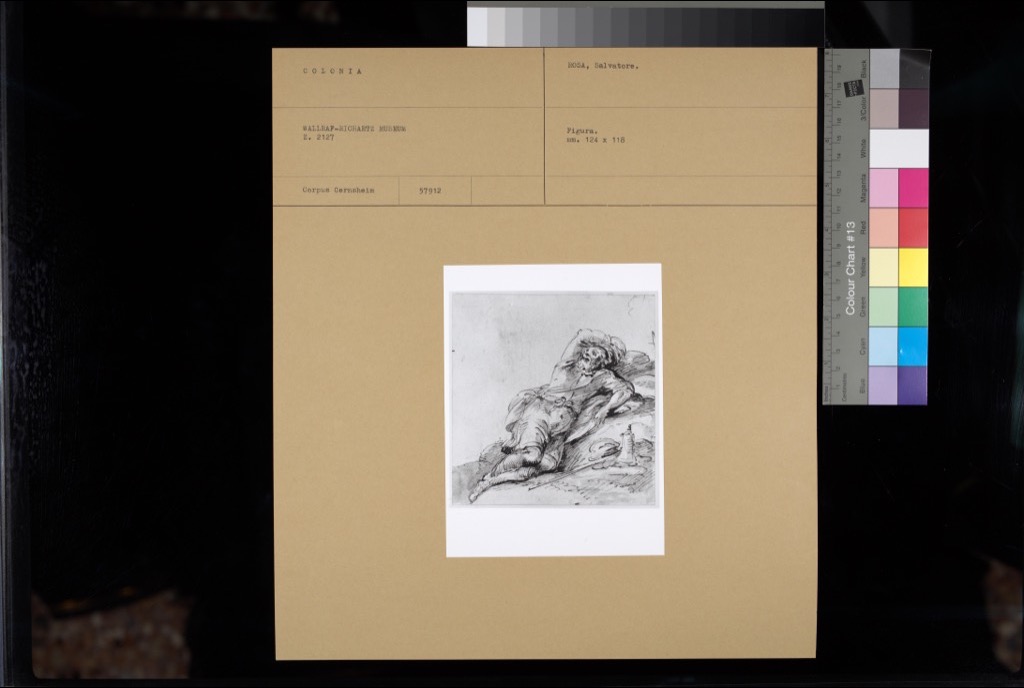 COLONIA
ROSA, Salvatore.
WALLRAF-RICHARTZ MUSEUM
Z. 2127
Figura.
mm. 124 x 118
Corpus Gernsheim
57912
Colour Chart #13
Blue
Cyan
Green
Yellow
Red
Magenta
White
3/Color
Black